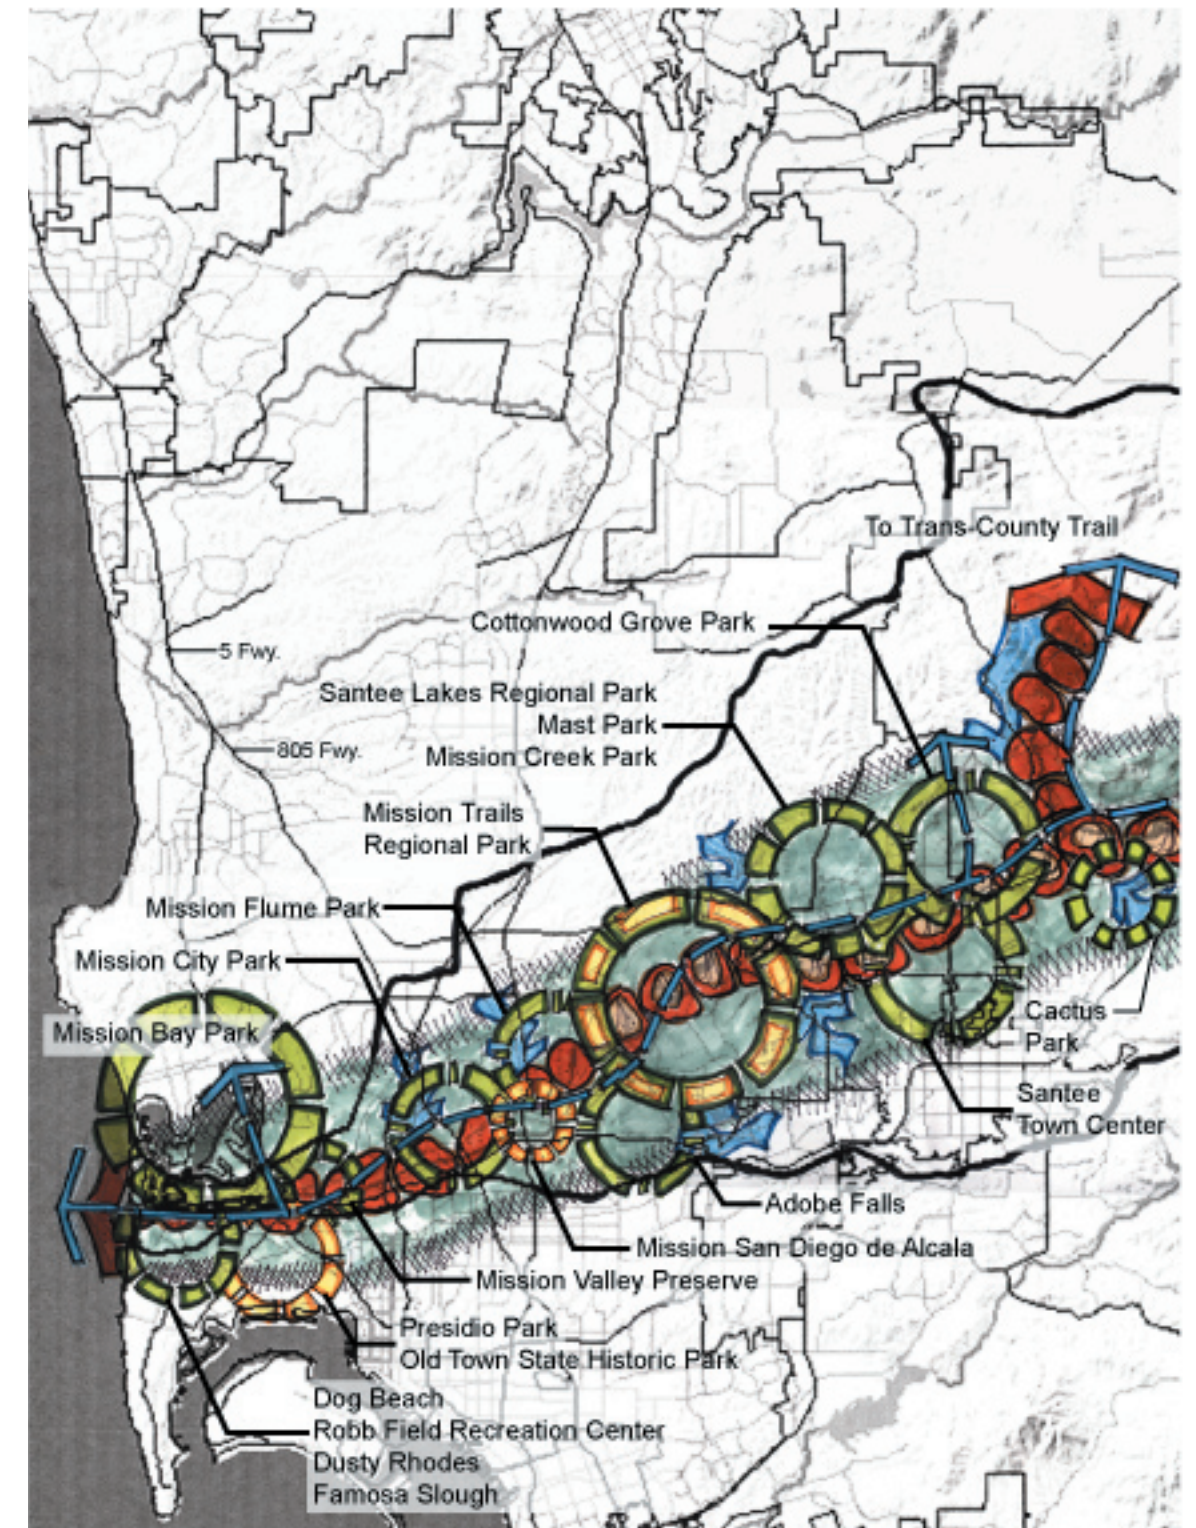 To Trans-County Trail
Cottonwood Grove Park
5 Fwy.
Santee Lakes Regional Park
Mast Park
Mission Creek Park
805 Fwy.
Mission Trails
Regional Park
Mission Flume Park
Mission City Park
Mission Bay Park
Cactus
Park
Santee
Town Center
Adobe Falls
Mission San Diego de Alcala
Mission Valley Preserve
Presidio Park
Old Town State Historic Park
Dog Beach
Robb Field Recreation Center
Dusty Rhodes
Famosa Slough